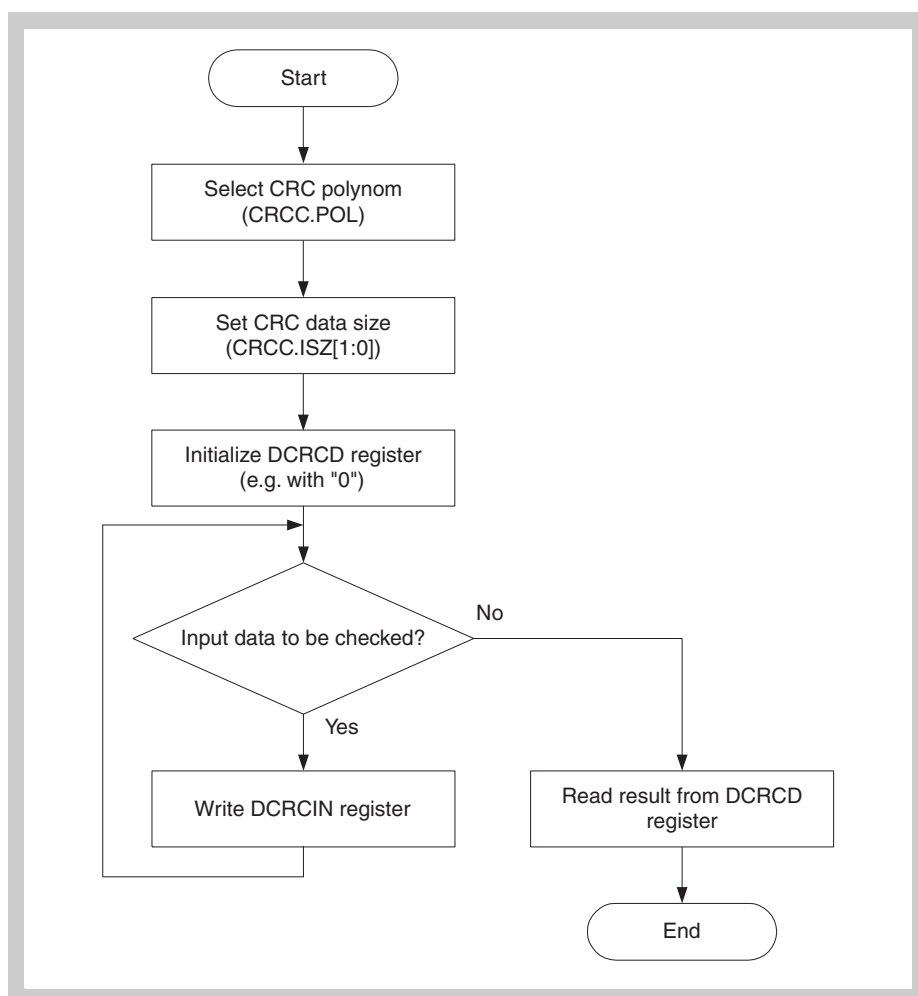 Start
Select CRC polynom
(CRCC.POL)
Set CRC data size
(CRCC.ISZ[1:0])
Initialize DCRCD register
(e.g. with "0")
Input data to be checked?
No
Yes
Write DCRCIN register
Read result from DCRCD
register
End